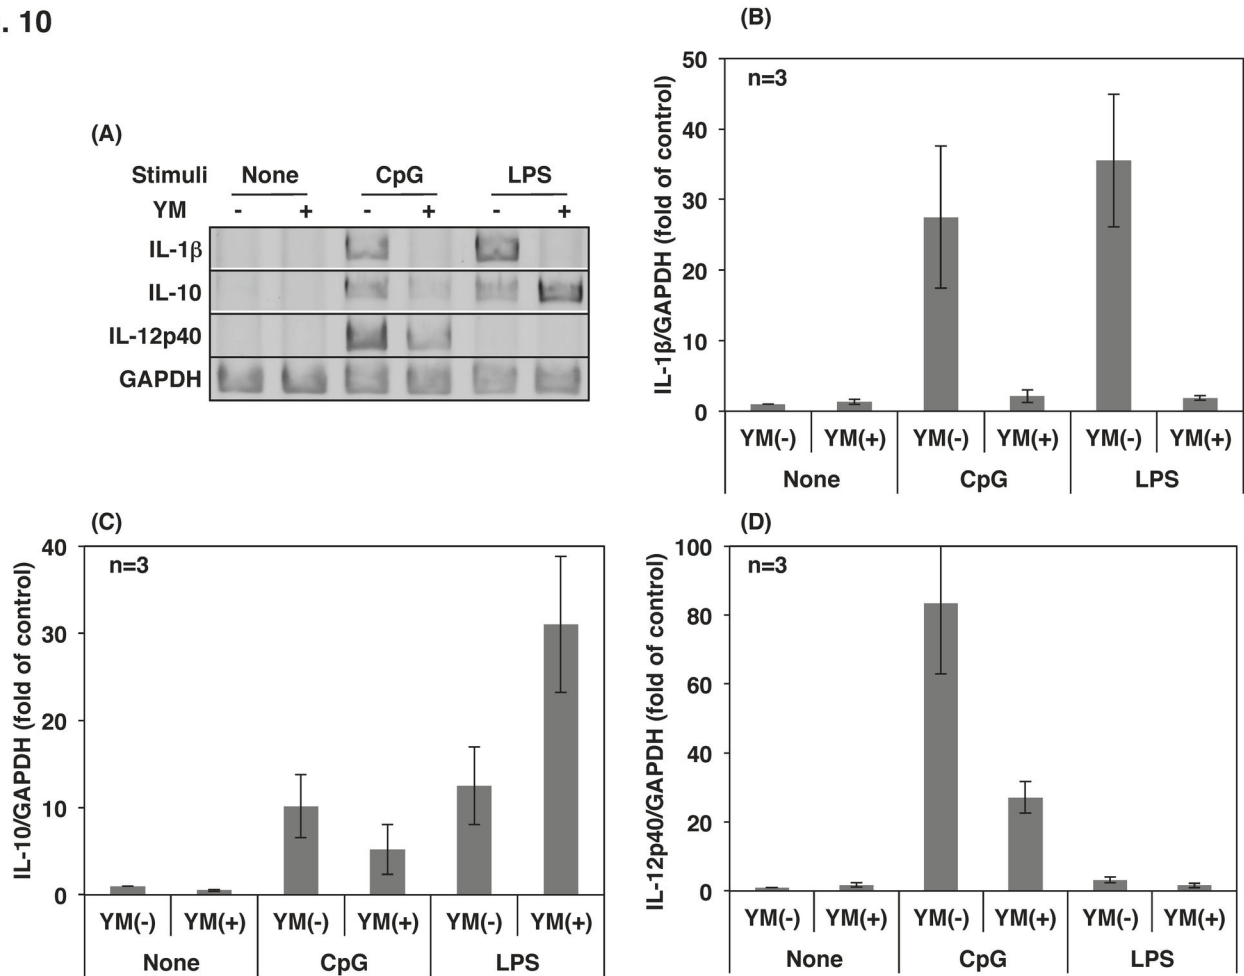 . 10
(A)
Stimuli None CpG LPS
YM - + - + - +
IL-1β
IL-10
IL-12p40
GAPDH
(B)
n=3
IL-1β/GAPDH (fold of control)
50
40
30
20
10
0
YM(-) YM(+) YM(-) YM(+) YM(-) YM(+)
None CpG LPS
(C)
n=3
IL-10/GAPDH (fold of control)
40
30
20
10
0
YM(-) YM(+) YM(-) YM(+) YM(-) YM(+)
None CpG LPS
(D)
n=3
IL-12p40/GAPDH (fold of control)
100
80
60
40
20
0
YM(-) YM(+) YM(-) YM(+) YM(-) YM(+)
None CpG LPS